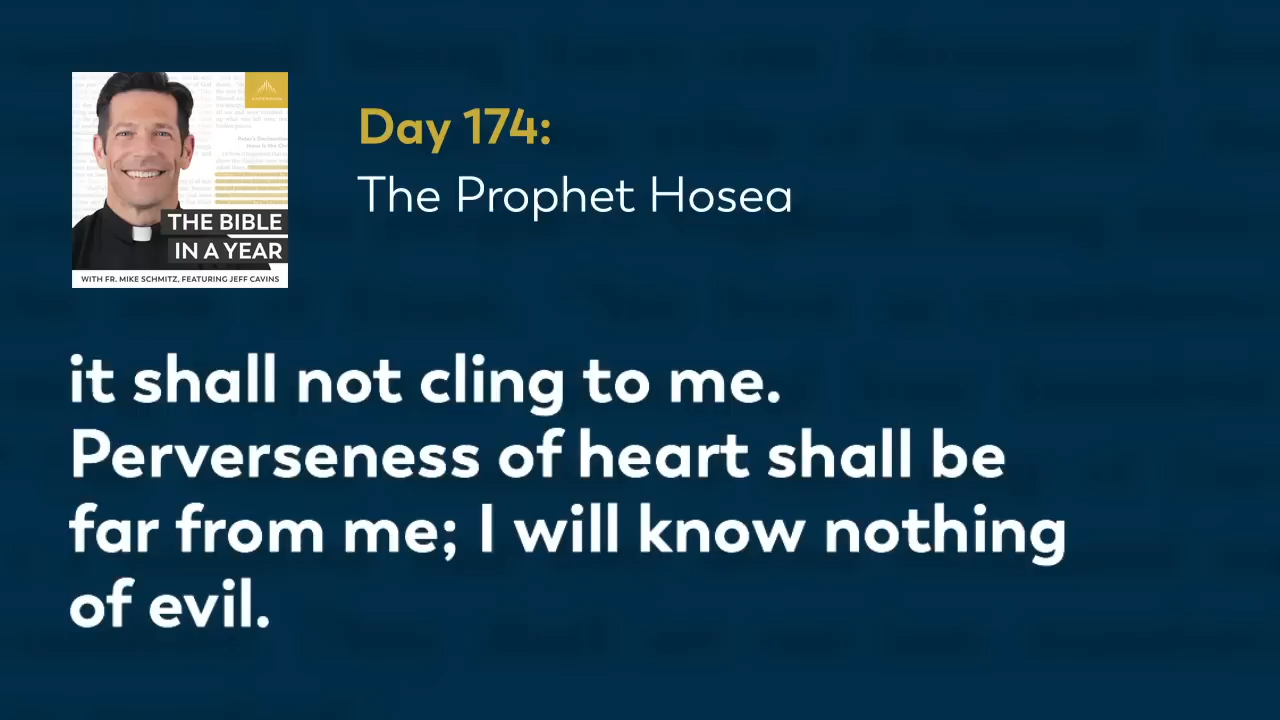 THE BIBLE
IN A YEAR
WITH FR. MIKE SCHMITZ, FEATURING JEFF CAVINS
Day 174:
The Prophet Hosea
it shall not cling to me.
Perverseness of heart shall be
far from me; I will know nothing
of evil.